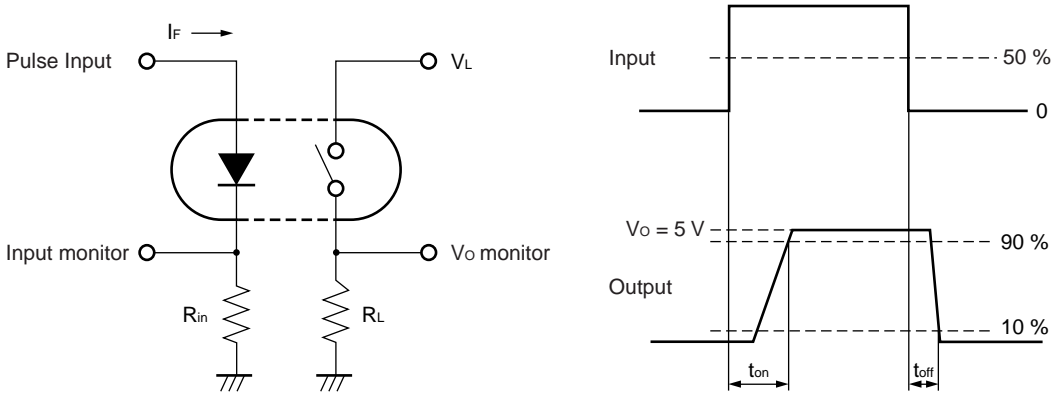 IF
Pulse Input
VL
Input monitor
VO monitor
Rin
RL
Input
50 %
0
VO = 5 V
90 %
Output
10 %
ton
toff